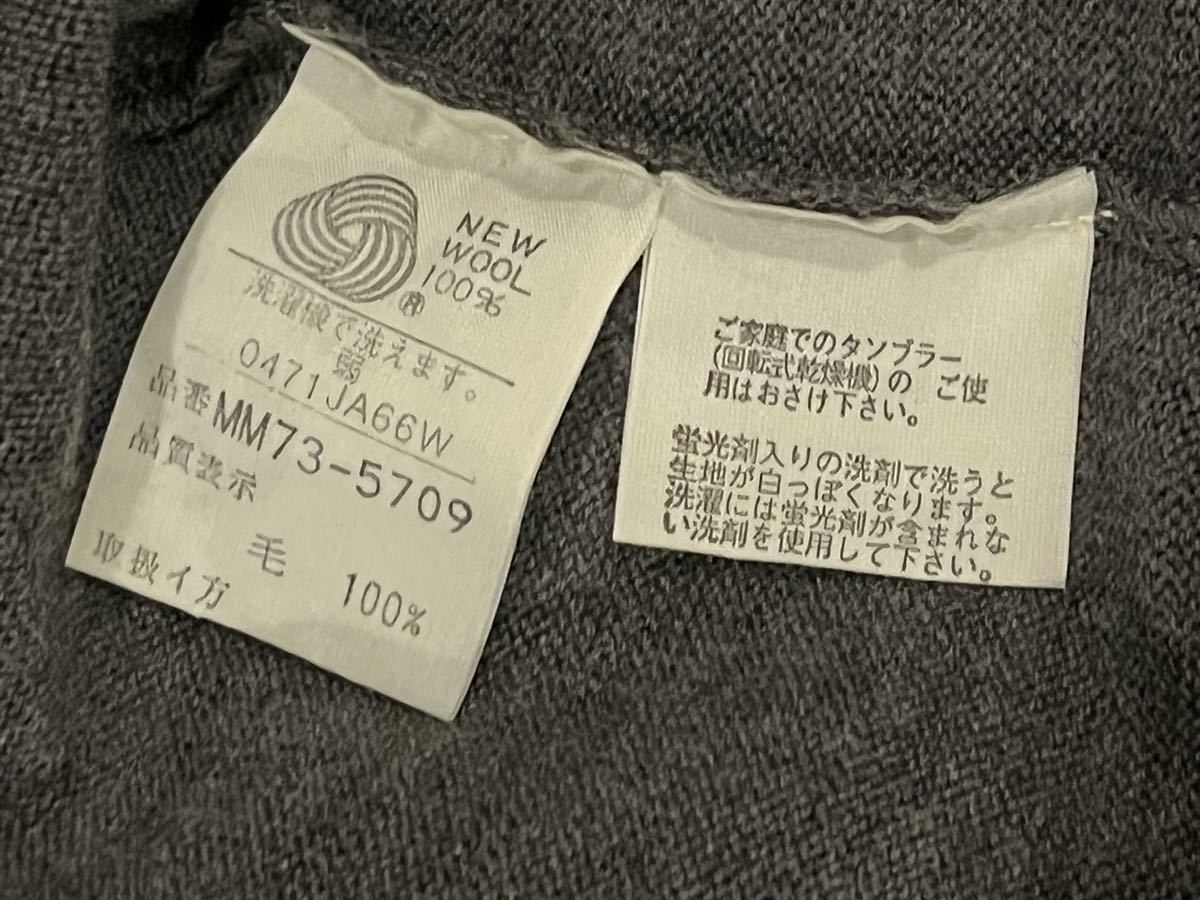 NEW
WOOL
100%
®
洗濯機で洗えます。
弱
0471JA66W
品番MM73-5709
品質表示
毛 100%
取扱イ方
ご家庭でのタンブラー
(回転式乾燥機)の ご使
用はおさけ下さい。
蛍光剤入りの洗剤で洗うと
生地が白っぽくなります。
洗濯には蛍光剤が含まれな
い洗剤を使用して下さい。